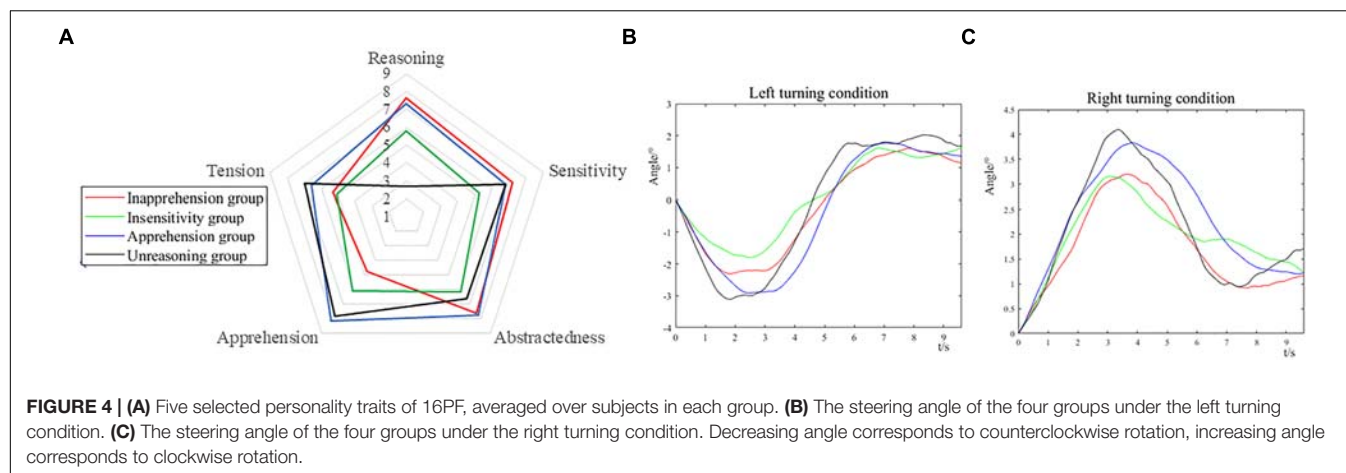 A
B
C
Reasoning
9
8
7
6
5
4
3
2
1
Tension
Sensitivity
Inapprehension group
Insensitivity group
Apprehension group
Unreasoning group
Apprehension
Abstractedness
Left turning condition
Angle/°
3
2
1
0
-1
-2
-3
-4
0 1 2 3 4 5 6 7 8 9
t/s
Right turning condition
Angle/°
4.5
4
3.5
3
2.5
2
1.5
1
0.5
0
0 1 2 3 4 5 6 7 8 9
t/s
FIGURE 4 | (A) Five selected personality traits of 16PF, averaged over subjects in each group. (B) The steering angle of the four groups under the left turning
condition. (C) The steering angle of the four groups under the right turning condition. Decreasing angle corresponds to counterclockwise rotation, increasing angle
corresponds to clockwise rotation.